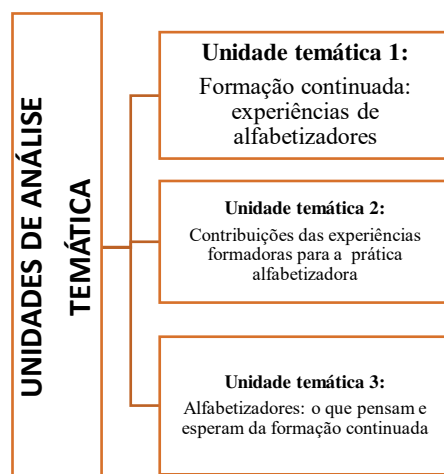 UNIDADES DE ANÁLISE
TEMÁTICA
Unidade temática 1:
Formação continuada:
experiências de
alfabetizadores
Unidade temática 2:
Contribuições das experiências
formadoras para a prática
alfabetizadora
Unidade temática 3:
Alfabetizadores: o que pensam e
esperam da formação continuada